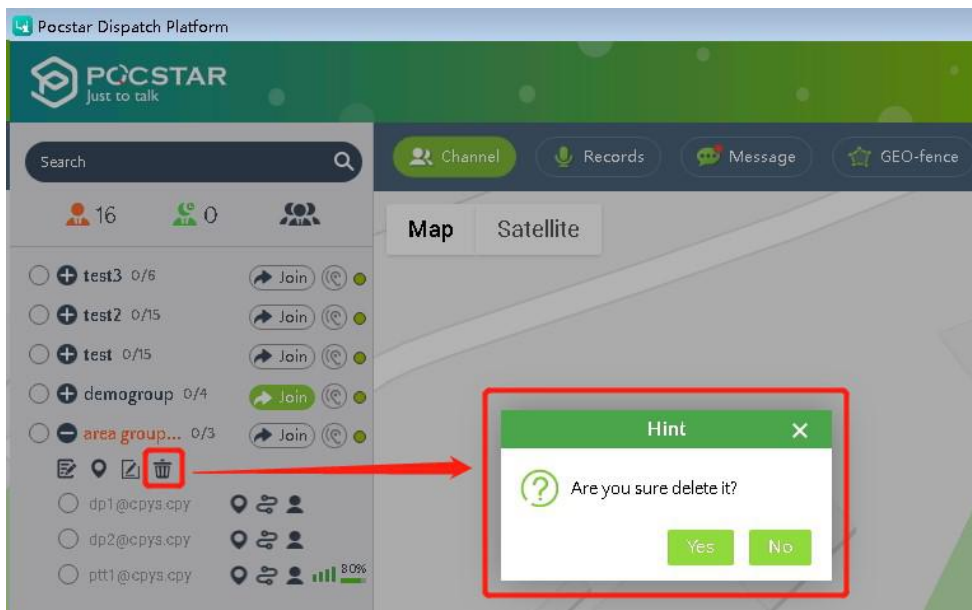 Pocstar Dispatch Platform
POCSTAR
Just to talk
Search
Channel
Records
Message
GEO-fence
16
0
Map
Satellite
test3 0/6
Join
test2 0/15
Join
test 0/15
Join
demogroup 0/4
Join
area group... 0/3
Join
dp1@cpys.cpy
dp2@cpys.cpy
ptt1@cpys.cpy
80%
Hint
Are you sure delete it?
Yes
No